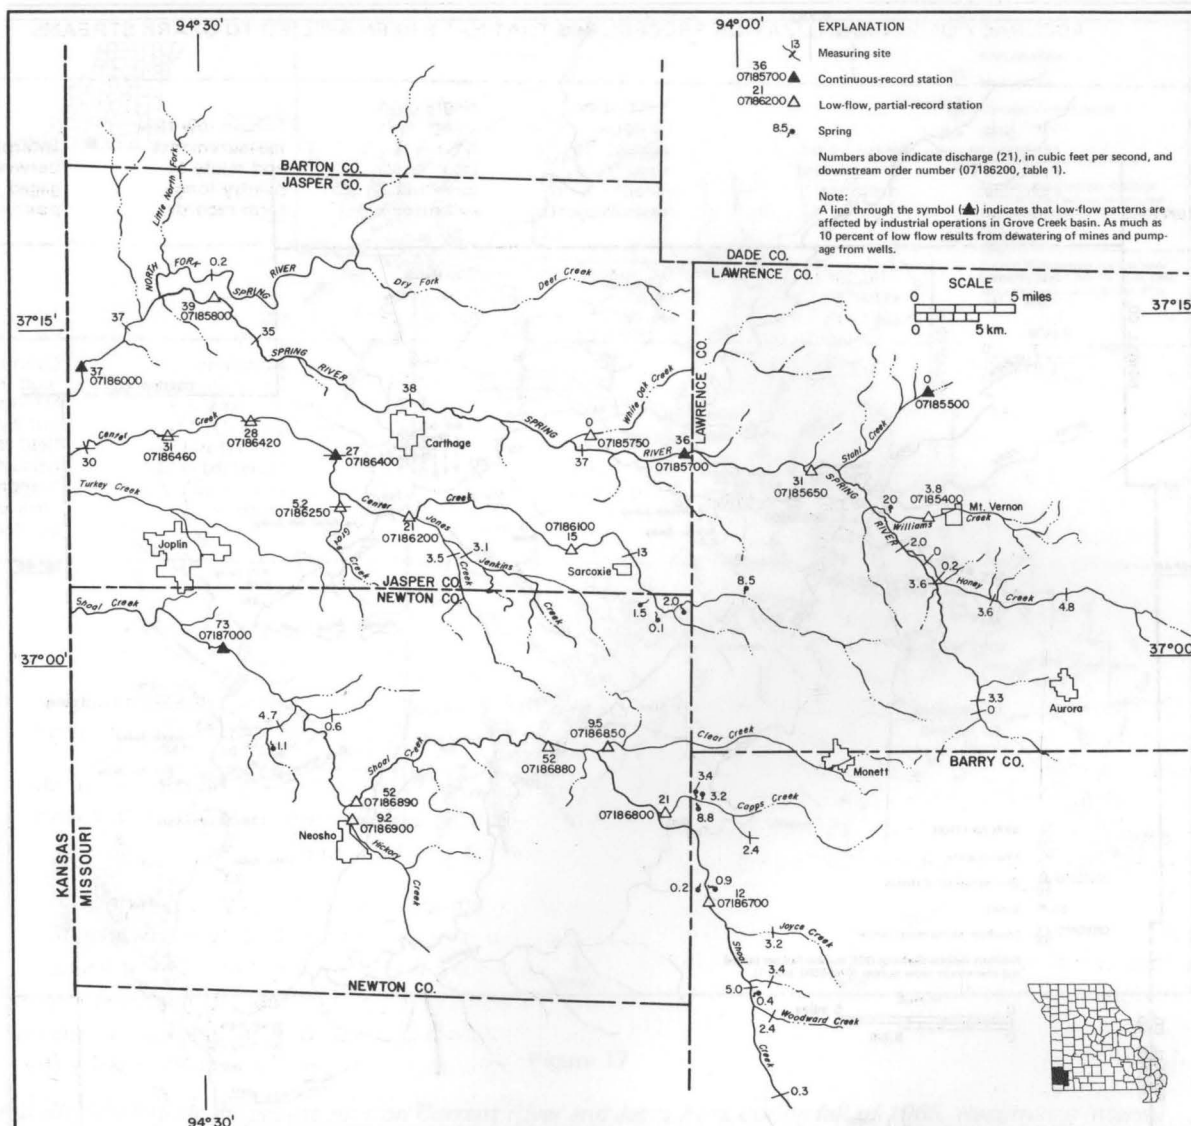 94°30'
94°00'
EXPLANATION
13
Measuring site
36
07185700
Continuous-record station
21
07186200
Low-flow, partial-record station
8.5
Spring
Numbers above indicate discharge (21), in cubic feet per second, and
downstream order number (07186200, table 1).
Note:
A line through the symbol ( ) indicates that low-flow patterns are
affected by industrial operations in Grove Creek basin. As much as
10 percent of low flow results from dewatering of mines and pump-
age from wells.
SCALE
0 5 miles
0 5 km.
BARTON CO.
JASPER CO.
DADE CO.
LAWRENCE CO.
Little North Fork
NORTH FORK
0.2
SPRING RIVER
Dry Fork
Deer Creek
39
07185800
37
35
37°15'
37°15'
SPRING RIVER
37
07186000
38
Carthage
White Oak Creek
0
07185750
SPRING RIVER
37
36
07185700
LAWRENCE CO.
0
07185500
Stahl Creek
31
07185650
SPRING RIVER
20
3.8
07185400
Mt. Vernon
Williams Creek
2.0
0
0.2
3.6
Honey Creek
3.6
4.8
Center Creek
30
31
07186460
28
07186420
27
07186400
Turkey Creek
5.2
07186250
Center Creek
21
07186200
Grove Creek
Jones Creek
3.5
3.1
Jenkins Creek
07186100
15
13
Sarcoxie
Joplin
JASPER CO.
NEWTON CO.
8.5
2.0
1.5
0.1
Shoal Creek
73
07187000
37°00'
37°00'
3.3
0
Aurora
4.7
1.1
0.6
Shoal Creek
9.5
07186850
52
07186880
Clear Creek
Monett
BARRY CO.
52
07186890
9.2
07186900
Neosho
Hickory Creek
21
07186800
3.4
3.2
8.8
Capps Creek
2.4
0.2
0.9
12
07186700
Joyce Creek
3.2
Shoal Creek
3.4
5.0
0.4
Woodward Creek
2.4
0.3
KANSAS
MISSOURI
NEWTON CO.
94°30'